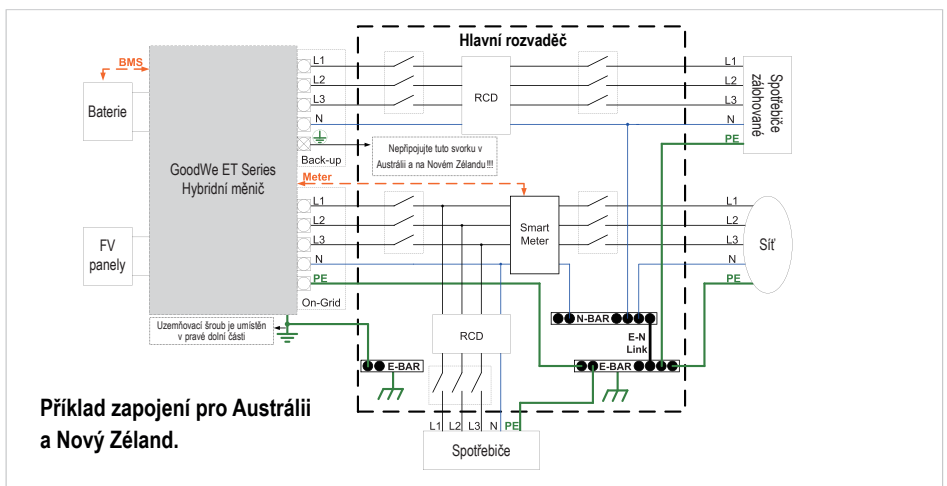 Hlavní rozvaděč
BMS
Baterie
GoodWe ET Series
Hybridní měnič
FV
panely
L1
L2
L3
N
Back-up
RCD
Nepřipojujte tuto svorku v
Austrálii a na Novém Zélandu!!!
L1
L2
L3
N
PE
Spotřebiče
zálohované
Meter
L1
L2
L3
N
PE
On-Grid
Smart
Meter
L1
L2
L3
N
PE
Síť
Uzemňovací šroub je umístěn
v pravé dolní části
RCD
N-BAR
E-N
Link
E-BAR
E-BAR
L1 L2 L3 N PE
Spotřebiče
Příklad zapojení pro Austrálii
a Nový Zéland.